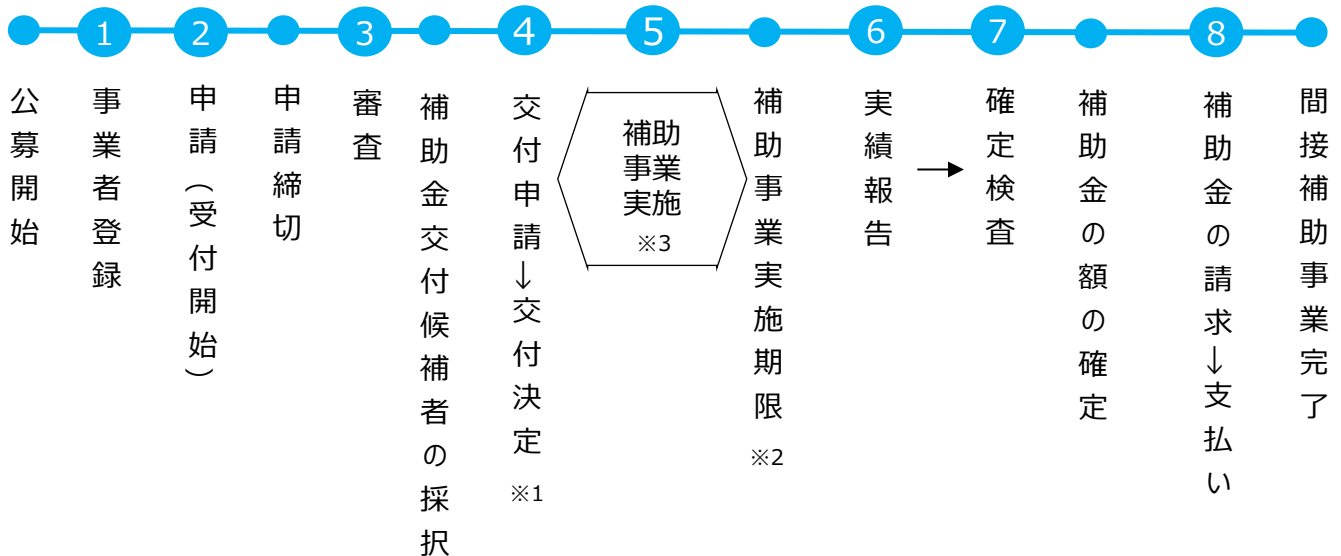 1
2
3
4
5
6
7
8
公募開始
事業者登録
申請（受付開始）
申請締切
審査
補助金交付候補者の採択
交付申請→交付決定
※1
補助
事業
実施
※3
補助事業実施期限
※2
実績報告
→
確定検査
補助金の額の確定
補助金の請求→支払い
間接補助事業完了